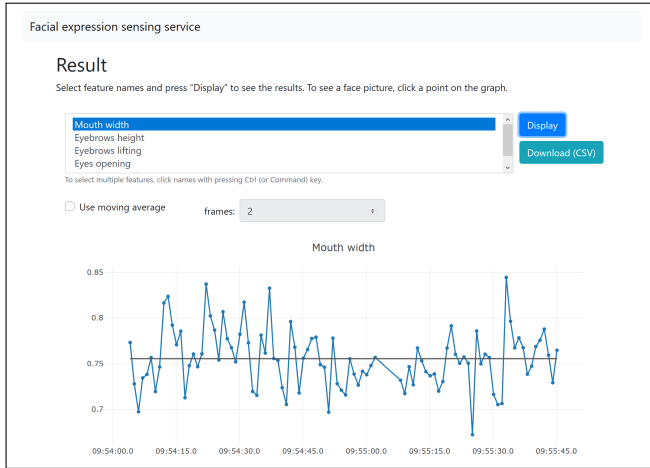 Facial expression sensing service
Result
Select feature names and press "Display" to see the results. To see a face picture, click a point on the graph.
Mouth width
Eyebrows height
Eyebrows lifting
Eyes opening
Display
Download (CSV)
To select multiple features, click names with pressing Ctrl (or Command) key.
Use moving average frames: 2
Mouth width
0.85
0.8
0.75
0.7
09:54:00.0 09:54:15.0 09:54:30.0 09:54:45.0 09:55:00.0 09:55:15.0 09:55:30.0 09:55:45.0